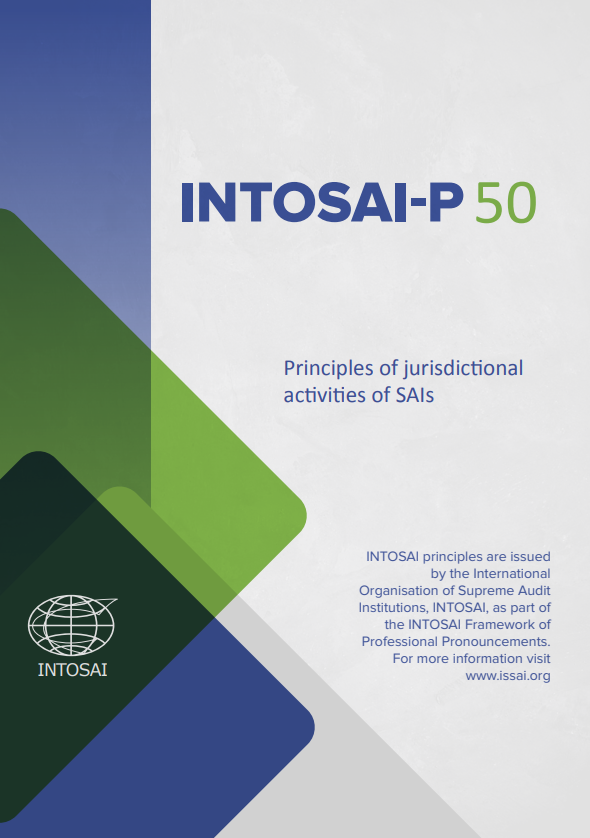 INTOSAI-P 50
Principles of jurisdictional
activities of SAIs
INTOSAI principles are issued
by the International
Organisation of Supreme Audit
Institutions, INTOSAI, as part of
the INTOSAI Framework of
Professional Pronouncements.
For more information visit
www.issai.org
INTOSAI